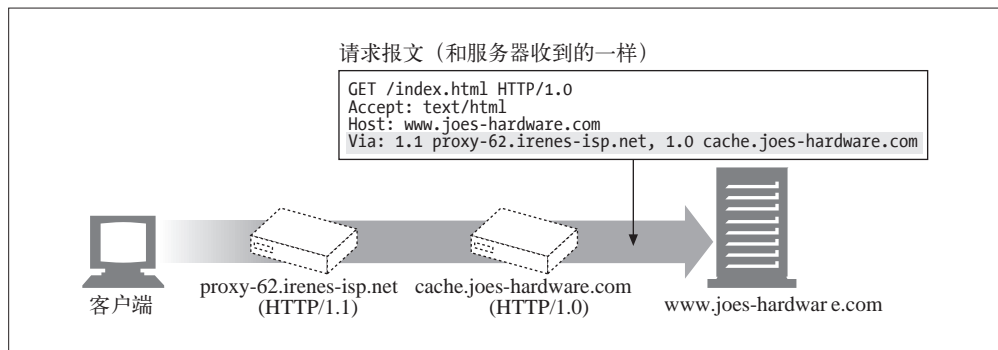 请求报文（和服务器收到的一样）
GET /index.html HTTP/1.0
Accept: text/html
Host: www.joes-hardware.com
Via: 1.1 proxy-62.irenes-isp.net, 1.0 cache.joes-hardware.com
客户端
proxy-62.irenes-isp.net
(HTTP/1.1)
cache.joes-hardware.com
(HTTP/1.0)
www.joes-hardwar e.com